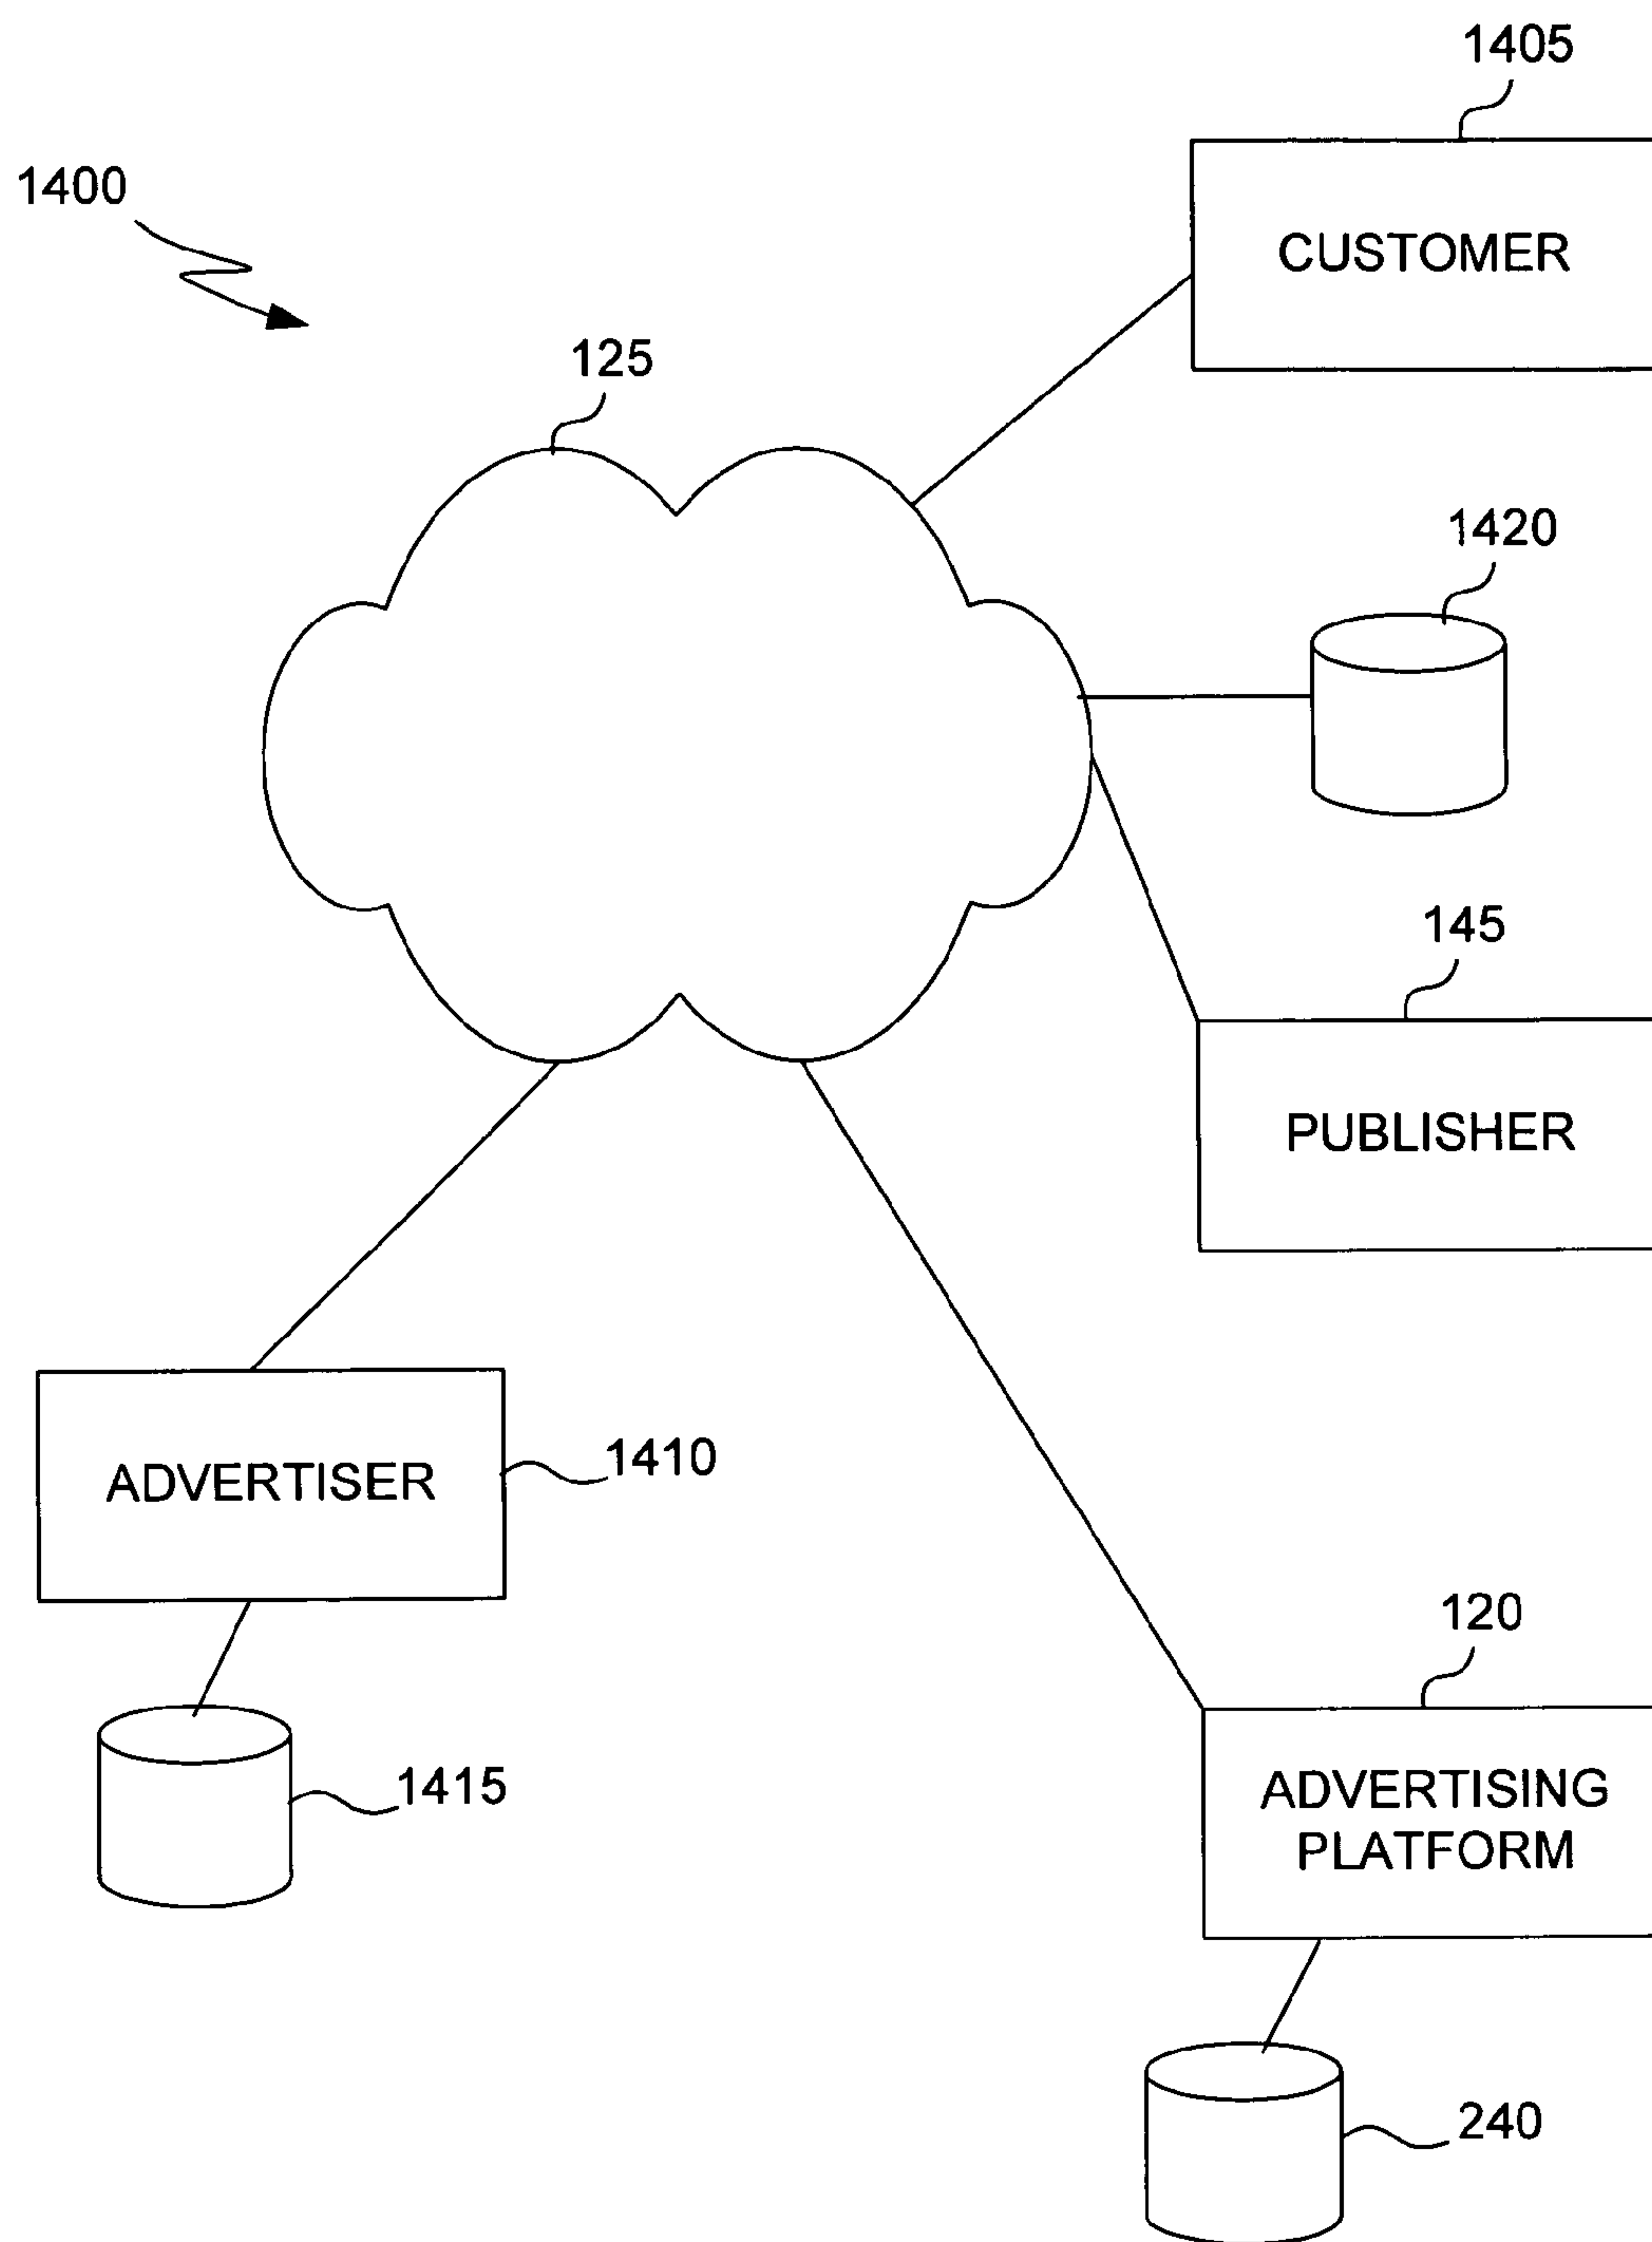 1405
1400
CUSTOMER
125
1420
145
PUBLISHER
ADVERTISER
1410
120
1415
ADVERTISING
PLATFORM
240